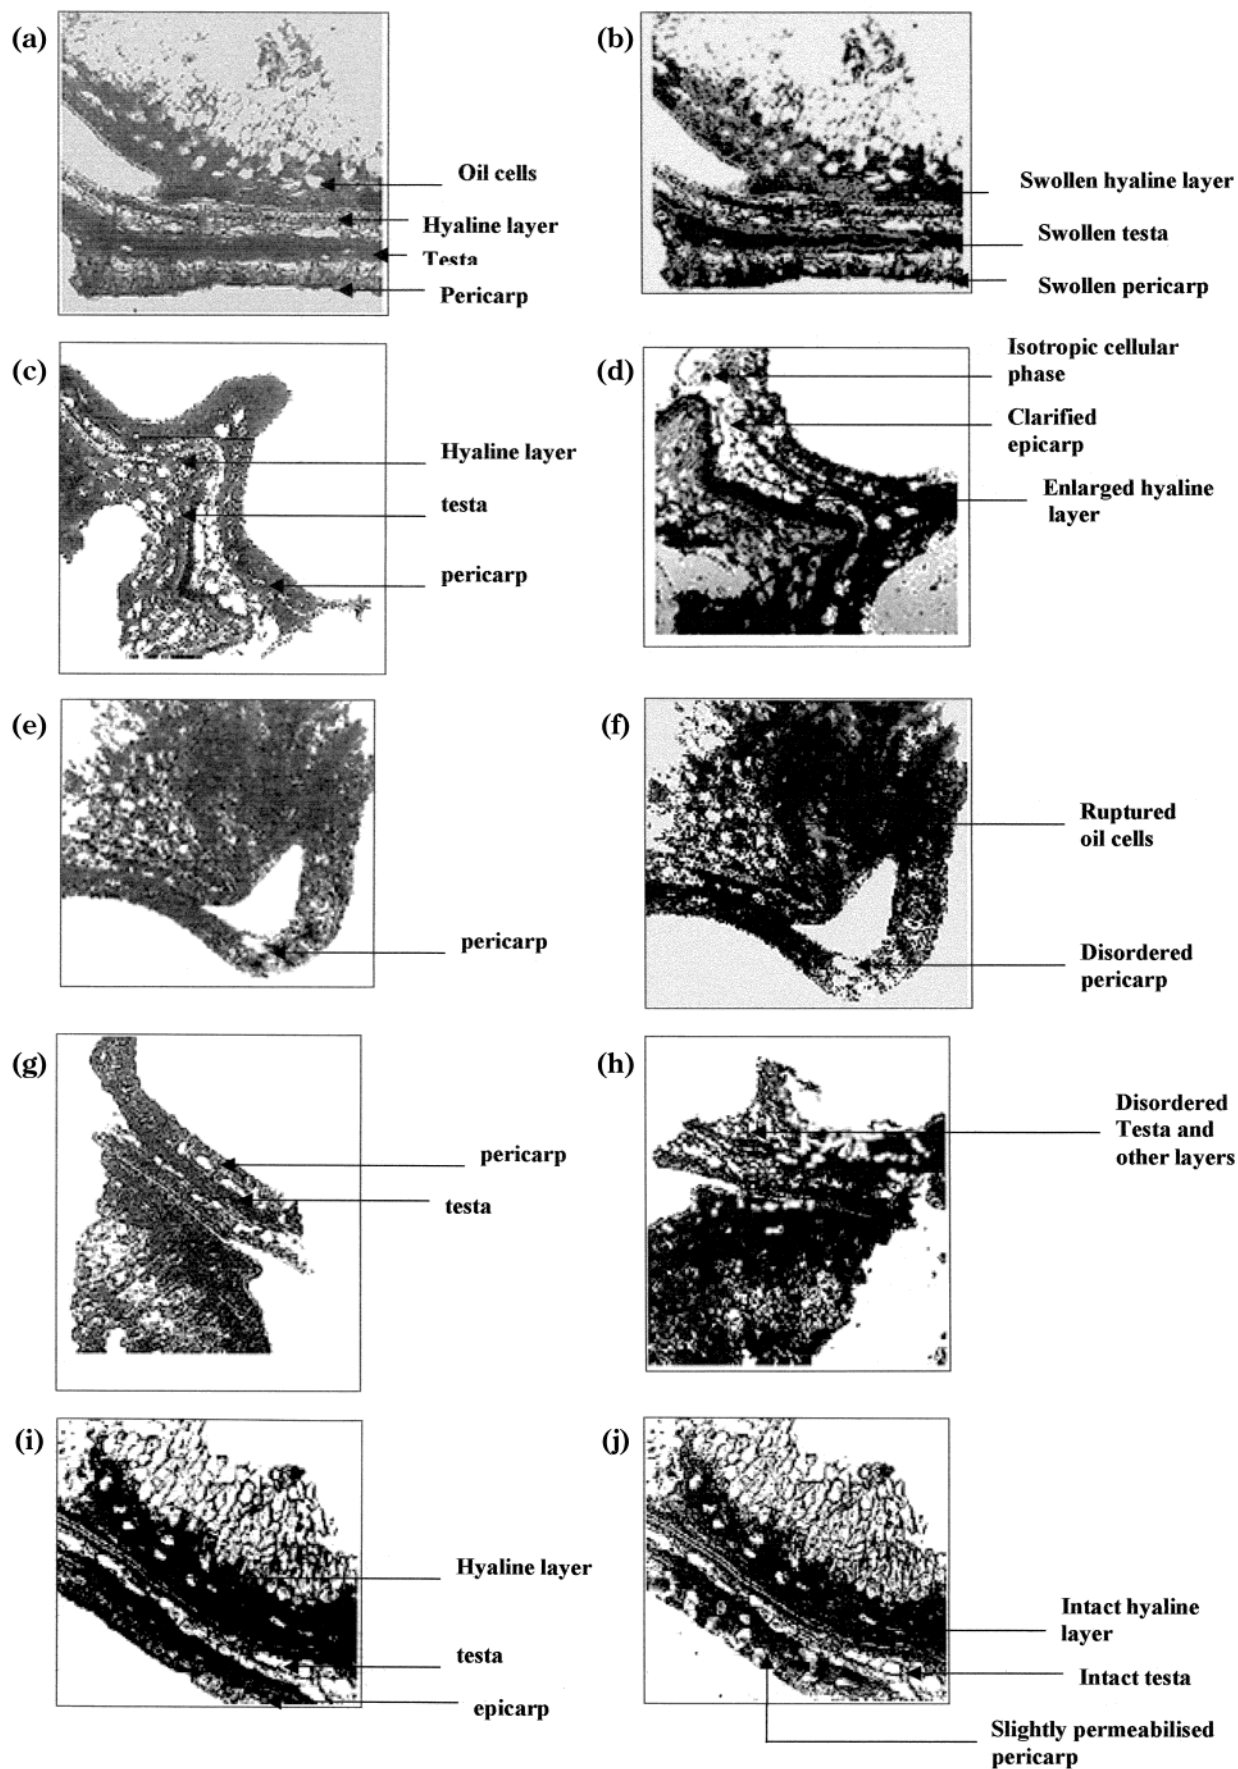 (a)
Oil cells
Hyaline layer
Testa
Pericarp
(b)
Swollen hyaline layer
Swollen testa
Swollen pericarp
(c)
Hyaline layer
testa
pericarp
(d)
Isotropic cellular
phase
Clarified
epicarp
Enlarged hyaline
layer
(e)
pericarp
(f)
Ruptured
oil cells
Disordered
pericarp
(g)
pericarp
testa
(h)
Disordered
Testa and
other layers
(i)
Hyaline layer
testa
epicarp
(j)
Intact hyaline
layer
Intact testa
Slightly permeabilised
pericarp